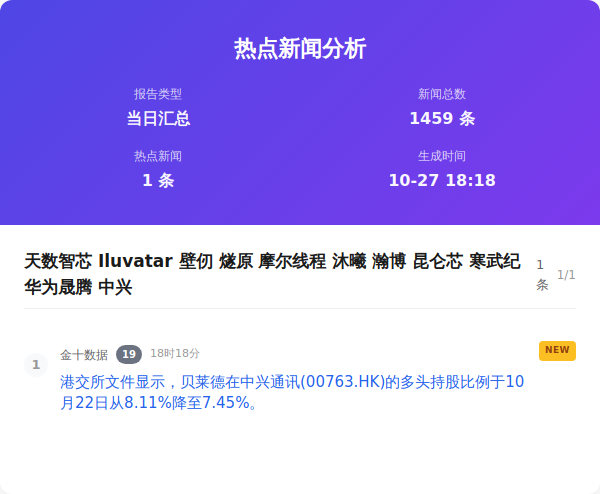 热点新闻分析
报告类型
新闻总数
当日汇总
1459 条
热点新闻
生成时间
1 条
10-27 18:18
天数智芯 Iluvatar 壁仞 燧原 摩尔线程 沐曦 瀚博 昆仑芯 寒武纪
华为晟腾 中兴
1
条
1/1
1
金十数据 19 18时18分
NEW
港交所文件显示，贝莱德在中兴通讯(00763.HK)的多头持股比例于10
月22日从8.11%降至7.45%。